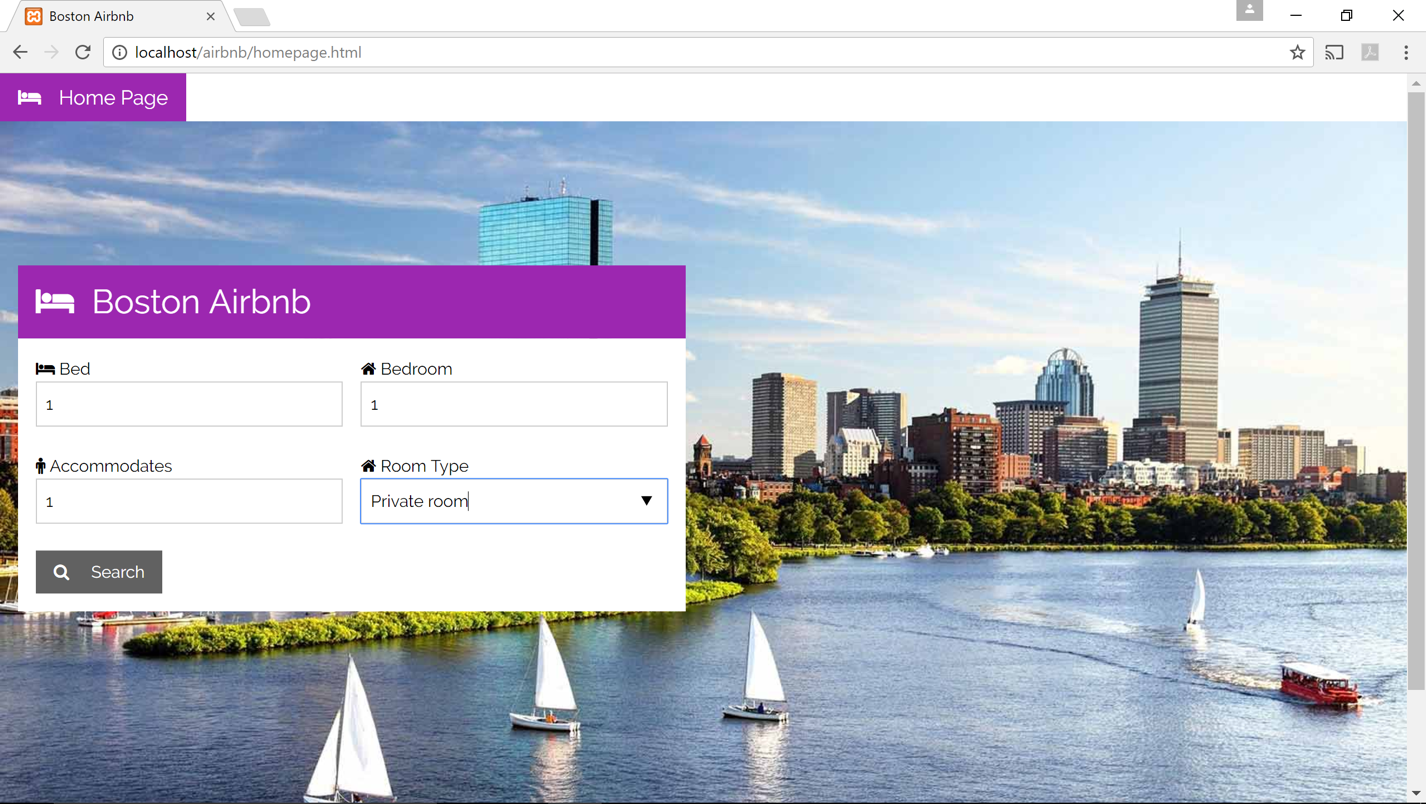 Boston Airbnb
localhost/airbnb/homepage.html
Home Page
Boston Airbnb
Bed
Bedroom
1
1
Accommodates
Room Type
1
Private room
Search